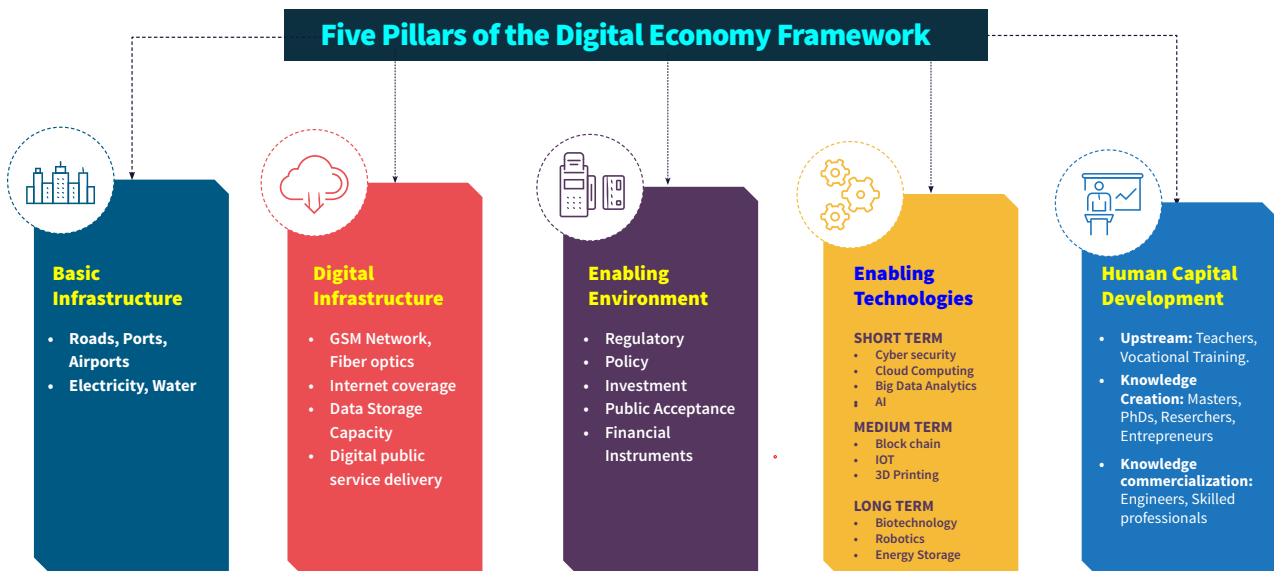 Five Pillars of the Digital Economy Framework
Basic
Infrastructure
• Roads, Ports,
Airports
• Electricity, Water
Digital
Infrastructure
• GSM Network,
Fiber optics
• Internet coverage
• Data Storage
Capacity
• Digital public
service delivery
Enabling
Environment
• Regulatory
• Policy
• Investment
• Public Acceptance
• Financial
Instruments
Enabling
Technologies
SHORT TERM
• Cyber security
• Cloud Computing
• Big Data Analytics
• AI
MEDIUM TERM
• Block chain
• IOT
• 3D Printing
LONG TERM
• Biotechnology
• Robotics
• Energy Storage
Human Capital
Development
• Upstream: Teachers,
Vocational Training.
• Knowledge
Creation: Masters,
PhDs, Reserchers,
Entrepreneurs
• Knowledge
commercialization:
Engineers, Skilled
professionals